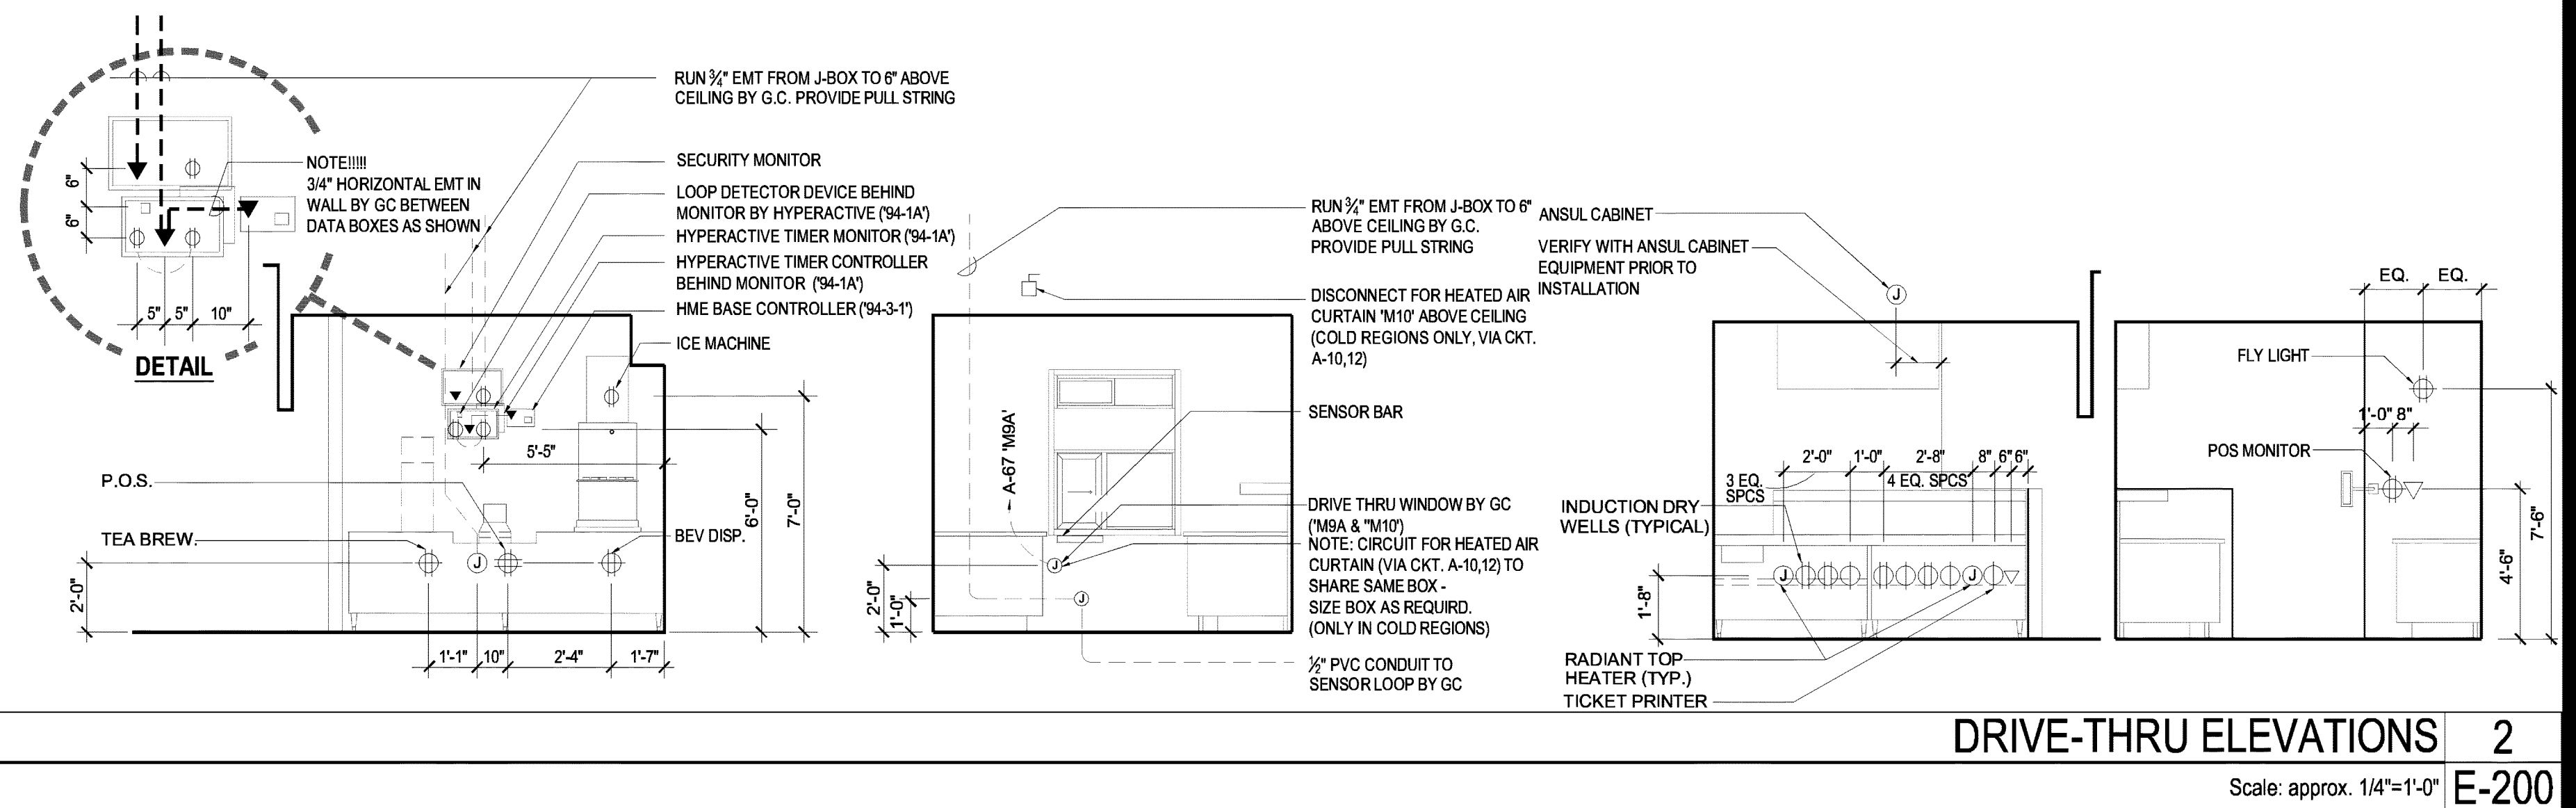 RUN 3/4" EMT FROM J-BOX TO 6" ABOVE
CEILING BY G.C. PROVIDE PULL STRING
NOTE!!!!!
3/4" HORIZONTAL EMT IN
WALL BY GC BETWEEN
DATA BOXES AS SHOWN
6"
6"
5"
5"
10"
DETAIL
SECURITY MONITOR
LOOP DETECTOR DEVICE BEHIND
MONITOR BY HYPERACTIVE ('94-1A')
HYPERACTIVE TIMER MONITOR ('94-1A')
HYPERACTIVE TIMER CONTROLLER
BEHIND MONITOR ('94-1A')
HME BASE CONTROLLER ('94-3-1')
ICE MACHINE
5'-5"
P.O.S.
TEA BREW.
BEV DISP.
J
2'-0"
6'-0"
7'-0"
1'-1"
10"
2'-4"
1'-7"
RUN 3/4" EMT FROM J-BOX TO 6"
ABOVE CEILING BY G.C.
PROVIDE PULL STRING
DISCONNECT FOR HEATED AIR
CURTAIN 'M10' ABOVE CEILING
(COLD REGIONS ONLY, VIA CKT.
A-10,12)
SENSOR BAR
A-67 'M9A'
DRIVE THRU WINDOW BY GC
('M9A & "M10')
NOTE: CIRCUIT FOR HEATED AIR
CURTAIN (VIA CKT. A-10,12) TO
SHARE SAME BOX -
SIZE BOX AS REQUIRD.
(ONLY IN COLD REGIONS)
J
J
2'-0"
1'-0"
1/2" PVC CONDUIT TO
SENSOR LOOP BY GC
ANSUL CABINET
VERIFY WITH ANSUL CABINET
EQUIPMENT PRIOR TO
INSTALLATION
J
2'-0"
1'-0"
2'-8"
8"
6"
6"
3 EQ.
SPCS
4 EQ. SPCS
INDUCTION DRY
WELLS (TYPICAL)
J
J
1'-8"
RADIANT TOP
HEATER (TYP.)
TICKET PRINTER
EQ.
EQ.
FLY LIGHT
1'-0"
8"
POS MONITOR
4'-6"
7'-6"
DRIVE-THRU ELEVATIONS
2
Scale: approx. 1/4"=1'-0"
E-200